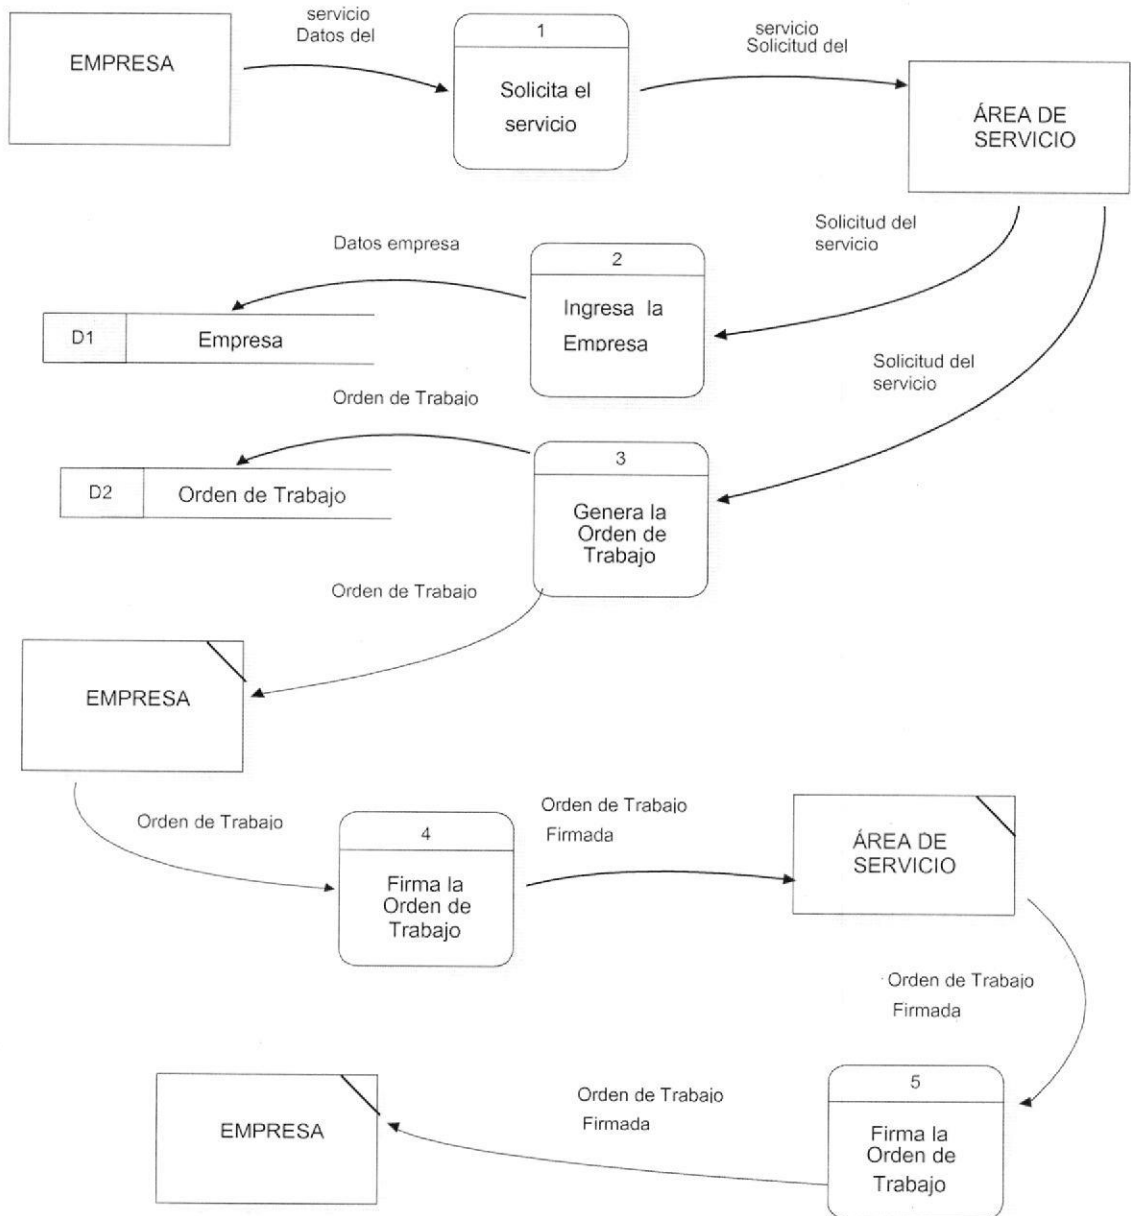 servicio
Datos del
EMPRESA
1
Solicita el
servicio
servicio
Solicitud del
ÁREA DE
SERVICIO
Datos empresa
2
Ingresa la
Empresa
Solicitud del
servicio
D1
Empresa
Solicitud del
servicio
Orden de Trabajo
3
Genera la
Orden de
Trabajo
D2
Orden de Trabajo
Orden de Trabajo
EMPRESA
Orden de Trabajo
4
Firma la
Orden de
Trabajo
Orden de Trabajo
Firmada
ÁREA DE
SERVICIO
Orden de Trabajo
Firmada
5
Firma la
Orden de
Trabajo
Orden de Trabajo
Firmada
EMPRESA